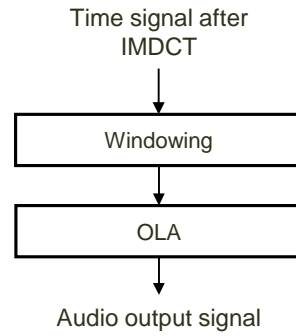 Time signal after
IMDCT
Windowing
OLA
Audio output signal